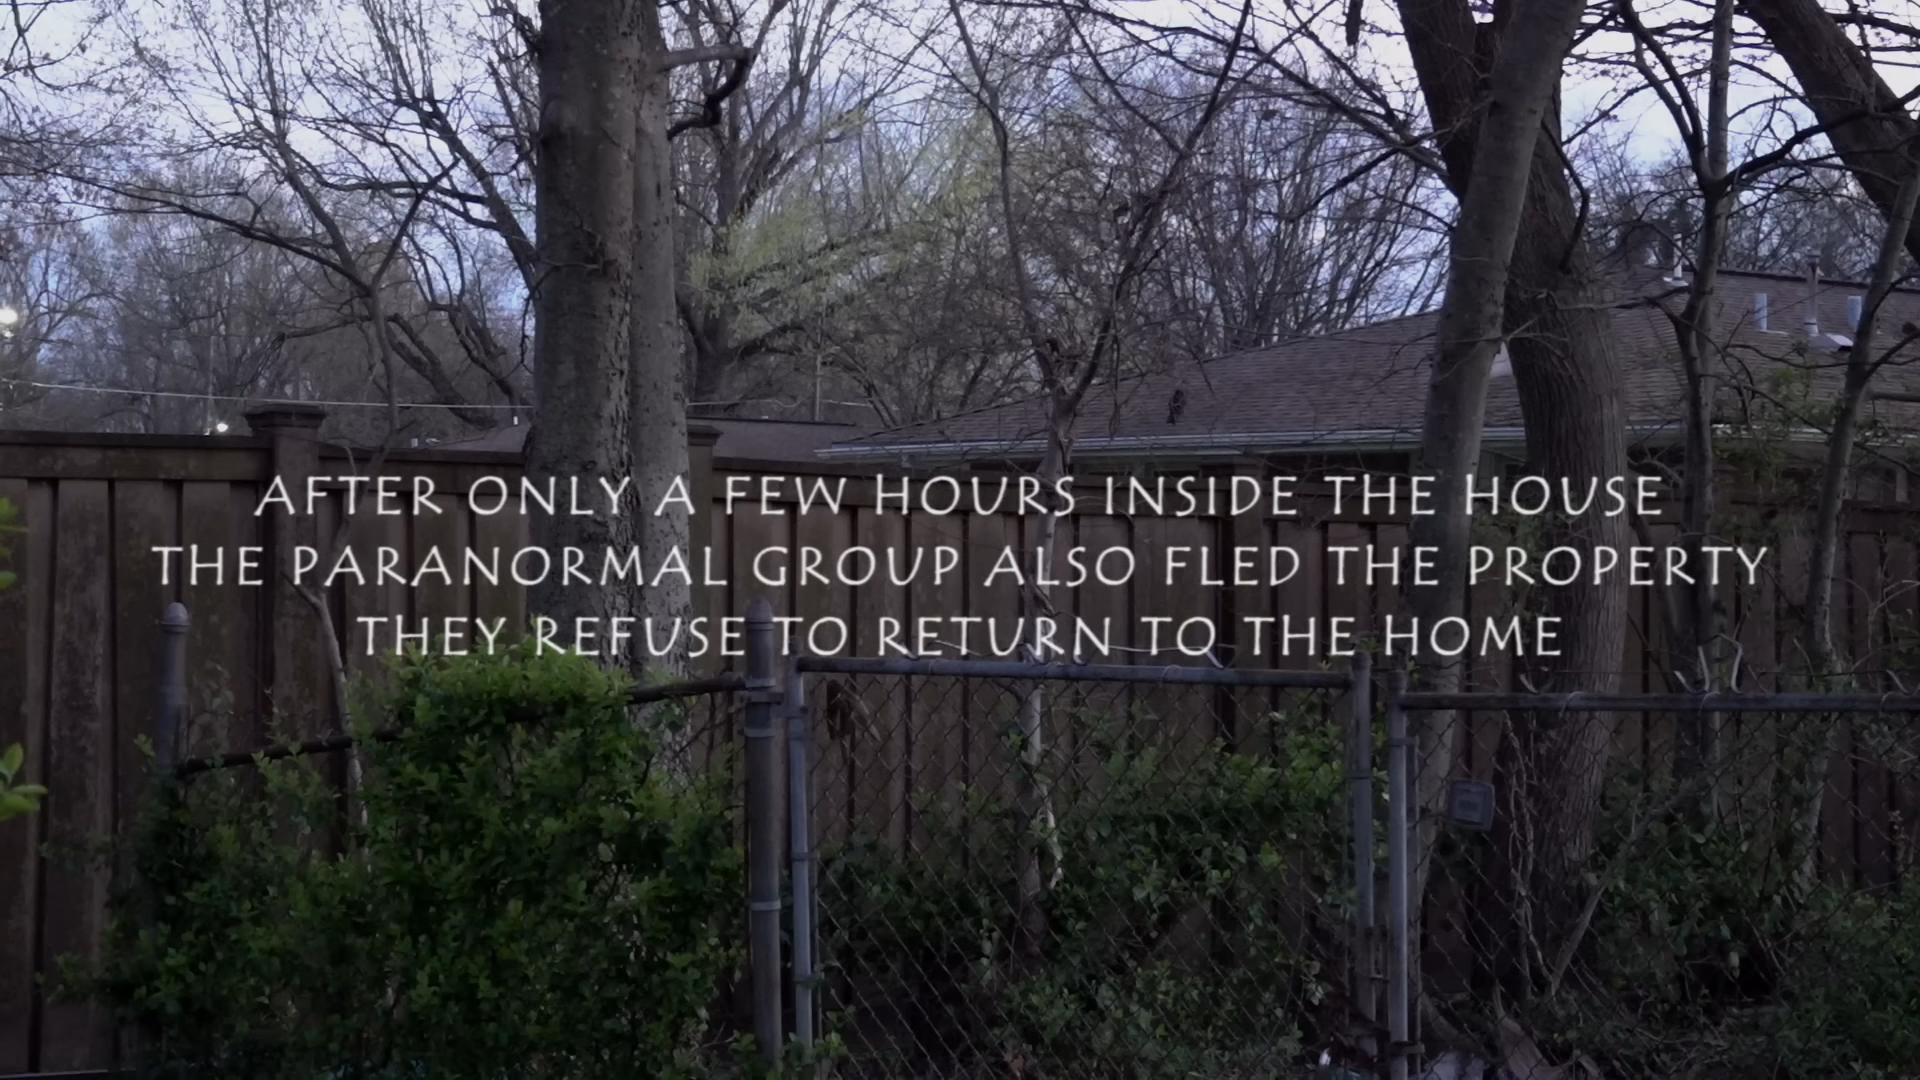 AFTER ONLY A FEW HOURS INSIDE THE HOUSE
THE PARANORMAL GROUP ALSO FLED THE PROPERTY
THEY REFUSE TO RETURN TO THE HOME